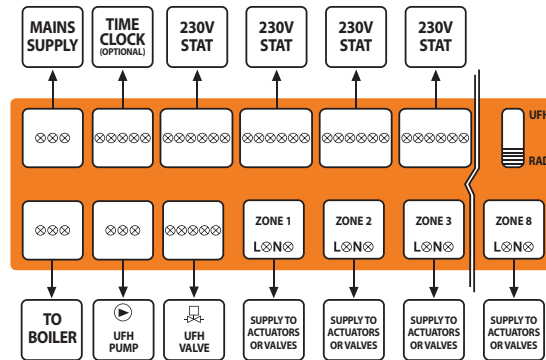 MAINS
SUPPLY
TIME
CLOCK
(OPTIONAL)
230V
STAT
230V
STAT
230V
STAT
230V
STAT
UFH
RAD
ZONE 1
L N
ZONE 2
L N
ZONE 3
L N
ZONE 8
L N
TO
BOILER
UFH
PUMP
UFH
VALVE
SUPPLY TO
ACTUATORS
OR VALVES
SUPPLY TO
ACTUATORS
OR VALVES
SUPPLY TO
ACTUATORS
OR VALVES
SUPPLY TO
ACTUATORS
OR VALVES